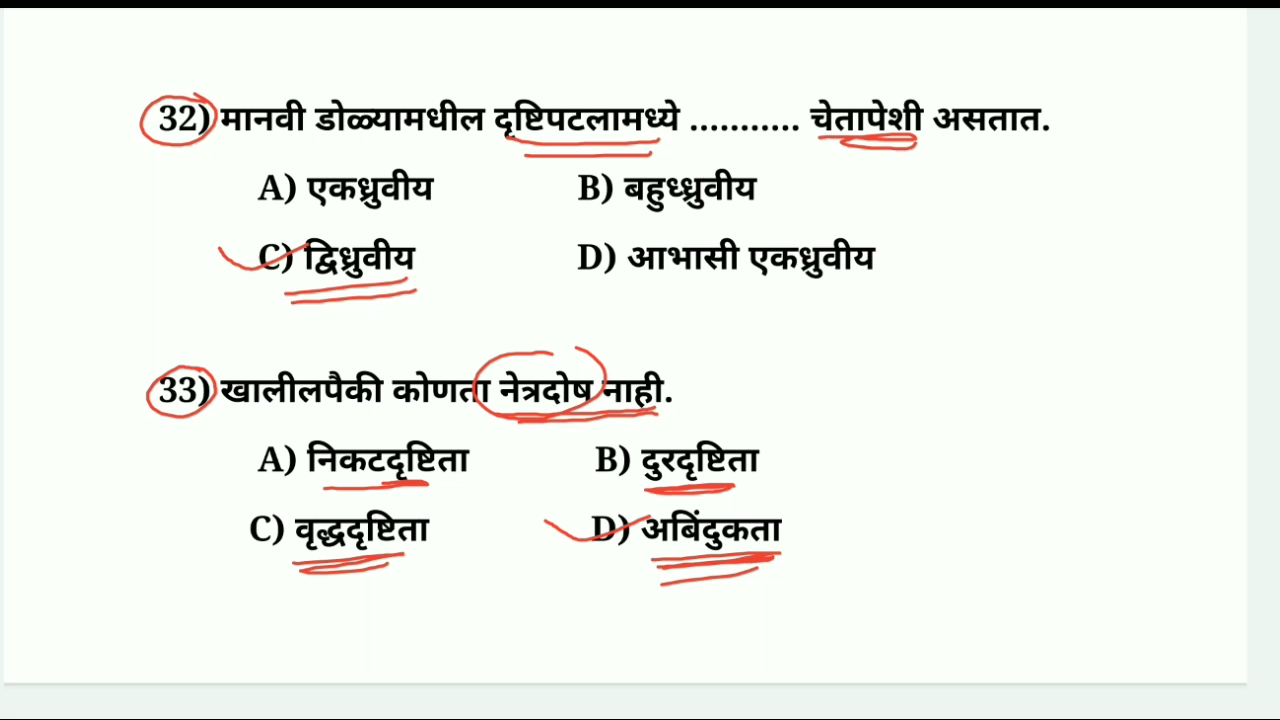 32) मानवी डोळ्यामधील दृष्टिपटलामध्ये ........... चेतापेशी असतात.
A) एकध्रुवीय B) बहुध्ध्रुवीय
C) द्विध्रुवीय D) आभासी एकध्रुवीय
33) खालीलपैकी कोणता नेत्रदोष नाही.
A) निकटदृष्टिता B) दुरदृष्टिता
C) वृद्धदृष्टिता D) अबिंदुकता